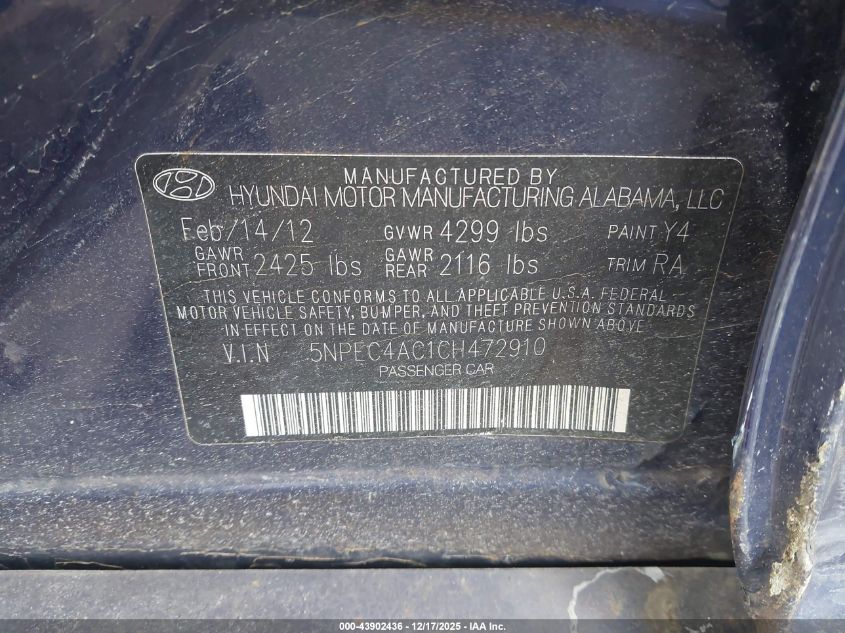 MANUFACTURED BY
HYUNDAI MOTOR MANUFACTURING ALABAMA, LLC
Feb/14/12 GVWR 4299 lbs PAINT Y4
GAWR FRONT 2425 lbs GAWR REAR 2116 lbs TRIM RA
THIS VEHICLE CONFORMS TO ALL APPLICABLE U.S.A. FEDERAL
MOTOR VEHICLE SAFETY, BUMPER, AND THEFT PREVENTION STANDARDS
IN EFFECT ON THE DATE OF MANUFACTURE SHOWN ABOVE
V.I.N 5NPEC4AC1CH472910
PASSENGER CAR
000-43902436 - 12/17/2025 - IAA Inc.